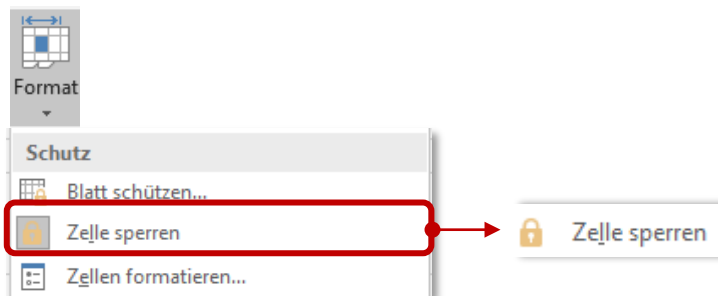 Format
Schutz
Blatt schützen...
Zelle sperren
Zelle sperren
Zellen formatieren...